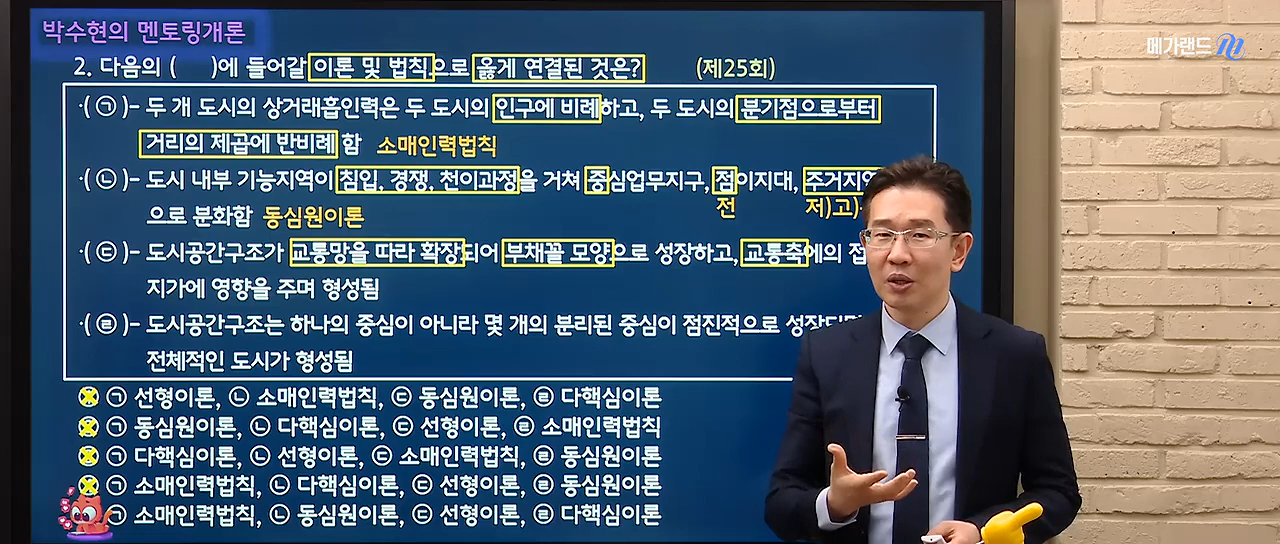 박수현의 멘토링개론
메가랜드
2. 다음의 (    )에 들어갈 이론 및 법칙으로 옳게 연결된 것은? (제25회)
·( ㉠ )- 두 개 도시의 상거래흡인력은 두 도시의 인구에 비례하고, 두 도시의 분기점으로부터
거리의 제곱에 반비례 함 소매인력법칙
·( ㉡ )- 도시 내부 기능지역이 침입, 경쟁, 천이과정을 거쳐 중심업무지구, 점이지대, 주거지역
전 저)고)
으로 분화함 동심원이론
·( ㉢ )- 도시공간구조가 교통망을 따라 확장되어 부채꼴 모양으로 성장하고, 교통축에의 접
지가에 영향을 주며 형성됨
·( ㉣ )- 도시공간구조는 하나의 중심이 아니라 몇 개의 분리된 중심이 점진적으로
전체적인 도시가 형성됨
㉠ 선형이론, ㉡ 소매인력법칙, ㉢ 동심원이론, ㉣ 다핵심이론
㉠ 동심원이론, ㉡ 다핵심이론, ㉢ 선형이론, ㉣ 소매인력법칙
㉠ 다핵심이론, ㉡ 선형이론, ㉢ 소매인력법칙, ㉣ 동심원이론
㉠ 소매인력법칙, ㉡ 다핵심이론, ㉢ 선형이론, ㉣ 동심원이론
㉠ 소매인력법칙, ㉡ 동심원이론, ㉢ 선형이론, ㉣ 다핵심이론